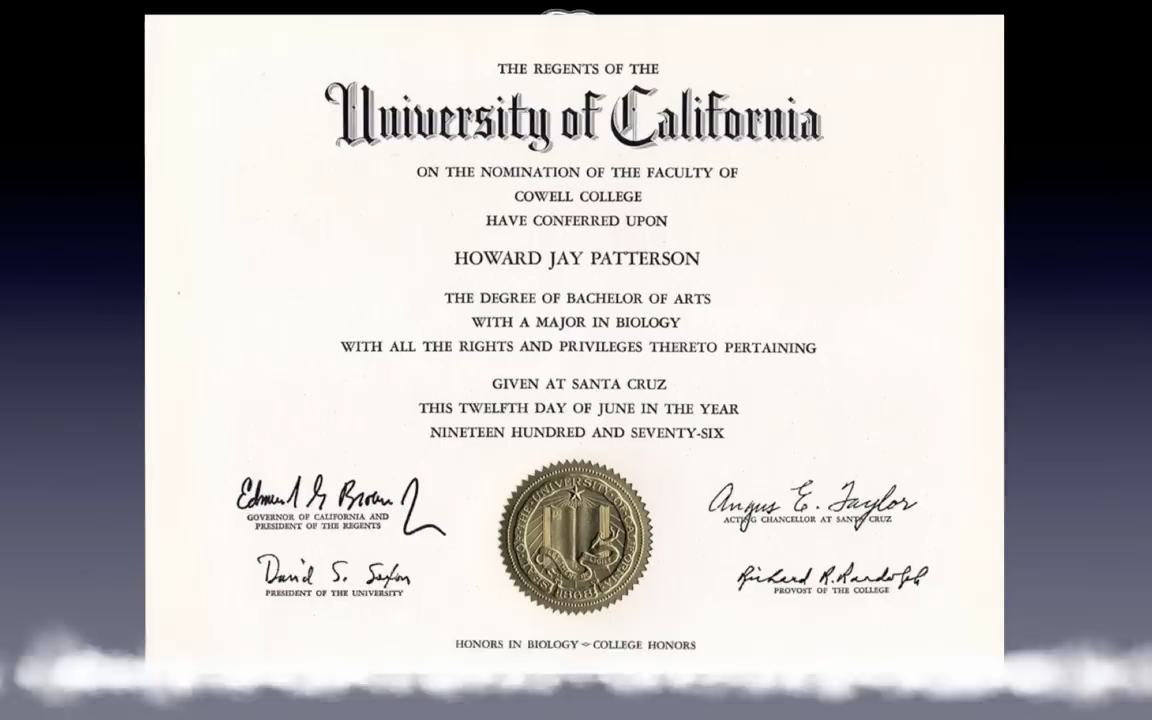 THE REGENTS OF THE
University of California
ON THE NOMINATION OF THE FACULTY OF
COWELL COLLEGE
HAVE CONFERRED UPON
HOWARD JAY PATTERSON
THE DEGREE OF BACHELOR OF ARTS
WITH A MAJOR IN BIOLOGY
WITH ALL THE RIGHTS AND PRIVILEGES THERETO PERTAINING
GIVEN AT SANTA CRUZ
THIS TWELFTH DAY OF JUNE IN THE YEAR
NINETEEN HUNDRED AND SEVENTY-SIX
Edmund G Brown
GOVERNOR OF CALIFORNIA AND
PRESIDENT OF THE REGENTS
Angus E. Taylor
ACTING CHANCELLOR AT SANTA CRUZ
David S. Saxon
PRESIDENT OF THE UNIVERSITY
Richard R. Randolph
PROVOST OF THE COLLEGE
1868
HONORS IN BIOLOGY – COLLEGE HONORS